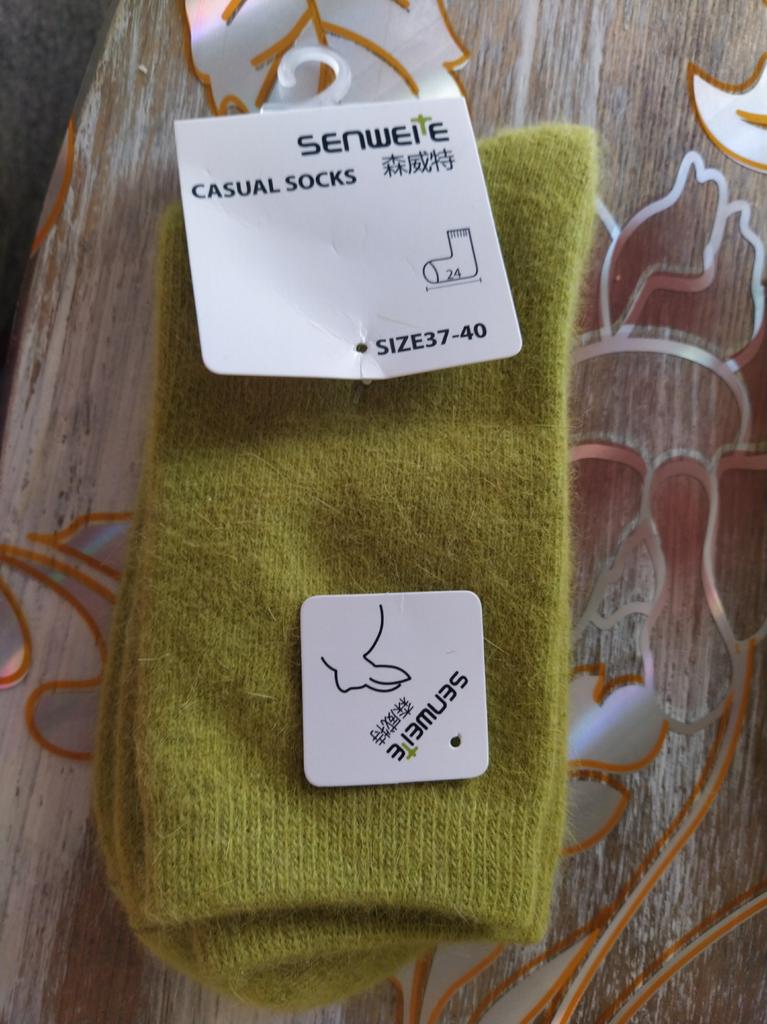 SENWEITE
森威特
CASUAL SOCKS
24
SIZE37-40
SENWEITE
森威特